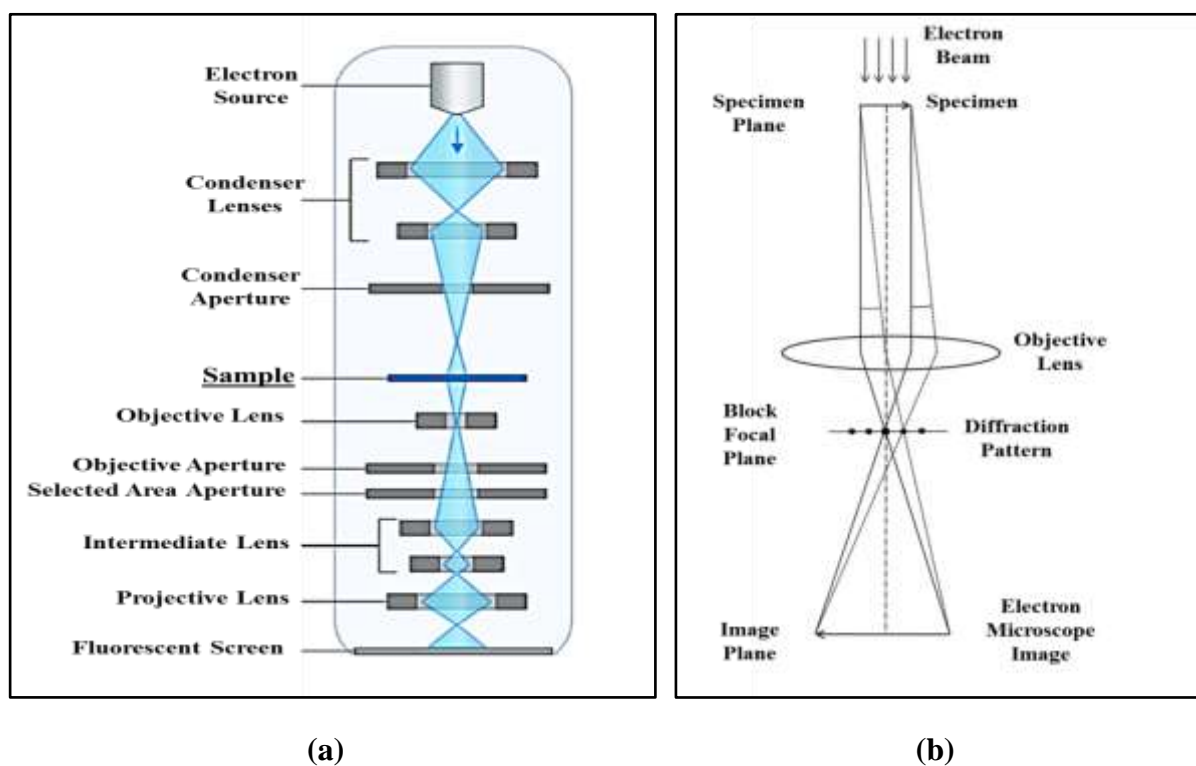 Electron
Source
Condenser
Lenses
Condenser
Aperture
Sample
Objective Lens
Objective Aperture
Selected Area Aperture
Intermediate Lens
Projective Lens
Fluorescent Screen
(a)
Electron
Beam
Specimen
Plane
Specimen
Objective
Lens
Block
Focal
Plane
Diffraction
Pattern
Image
Plane
Electron
Microscope
Image
(b)